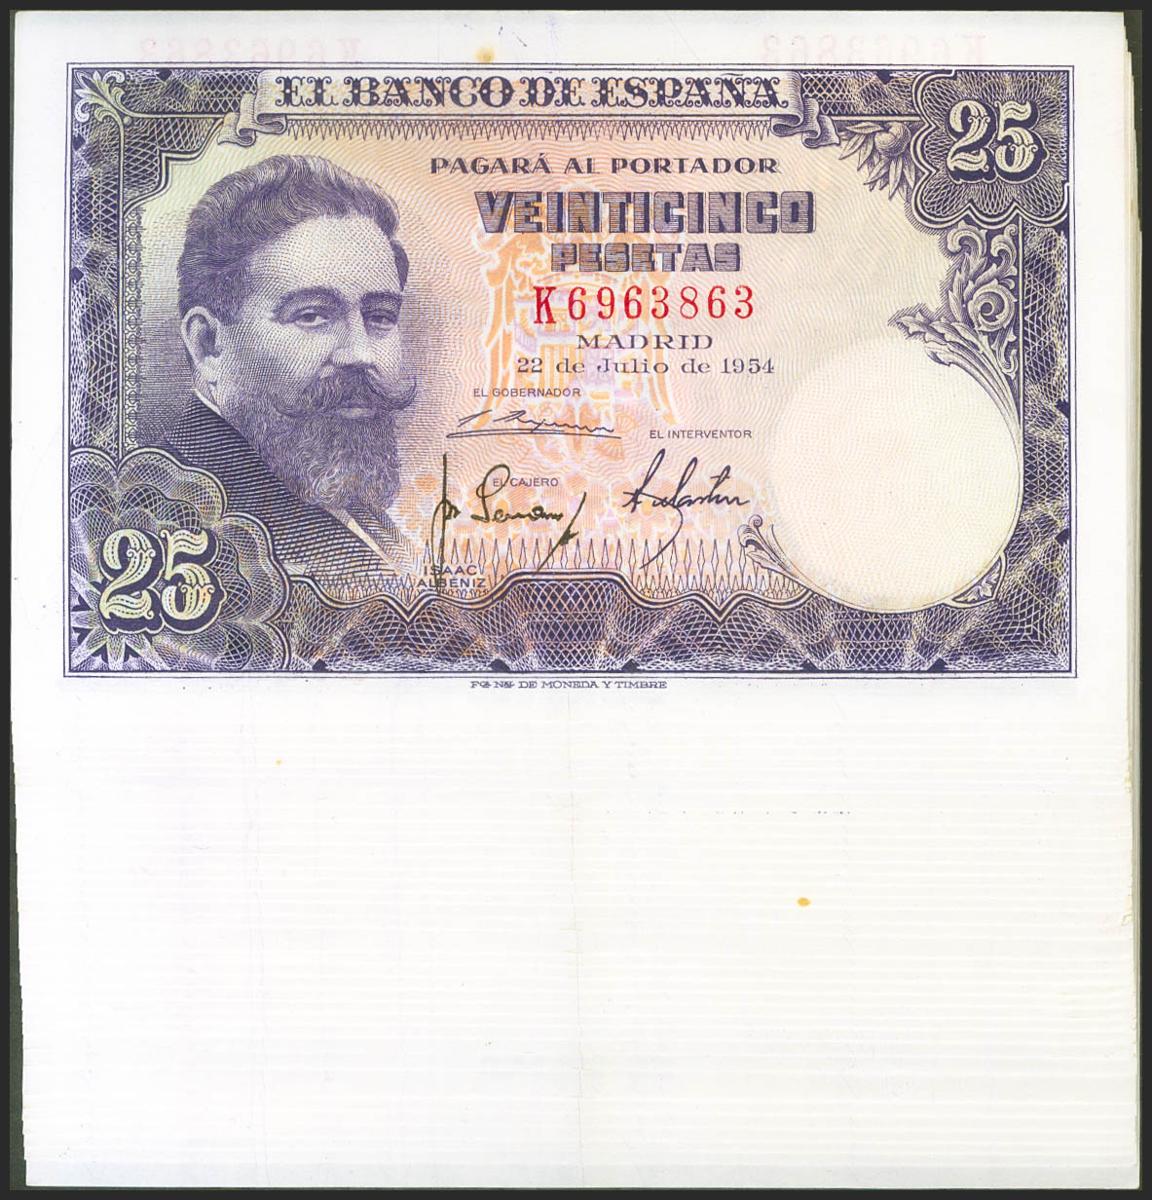 EL BANCO DE ESPAÑA
25
PAGARÁ AL PORTADOR
VEINTICINCO
PESETAS
K6963863
MADRID
22 de Julio de 1954
EL GOBERNADOR
EL INTERVENTOR
EL CAJERO
ISAAC
ALBENIZ
25
Fca. Nal. DE MONEDA Y TIMBRE